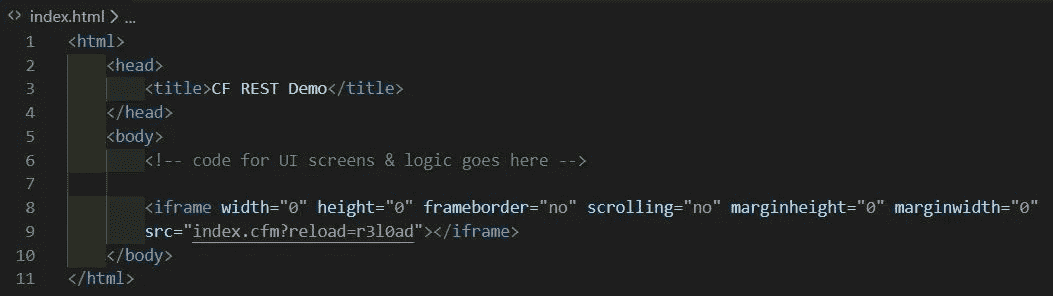 <> index.html > ...
1 <html>
2 <head>
3 <title>CF REST Demo</title>
4 </head>
5 <body>
6 <!-- code for UI screens & logic goes here -->
7
8 <iframe width="0" height="0" frameborder="no" scrolling="no" marginheight="0" marginwidth="0"
9 src="index.cfm?reload=r3l0ad"></iframe>
10 </body>
11 </html>